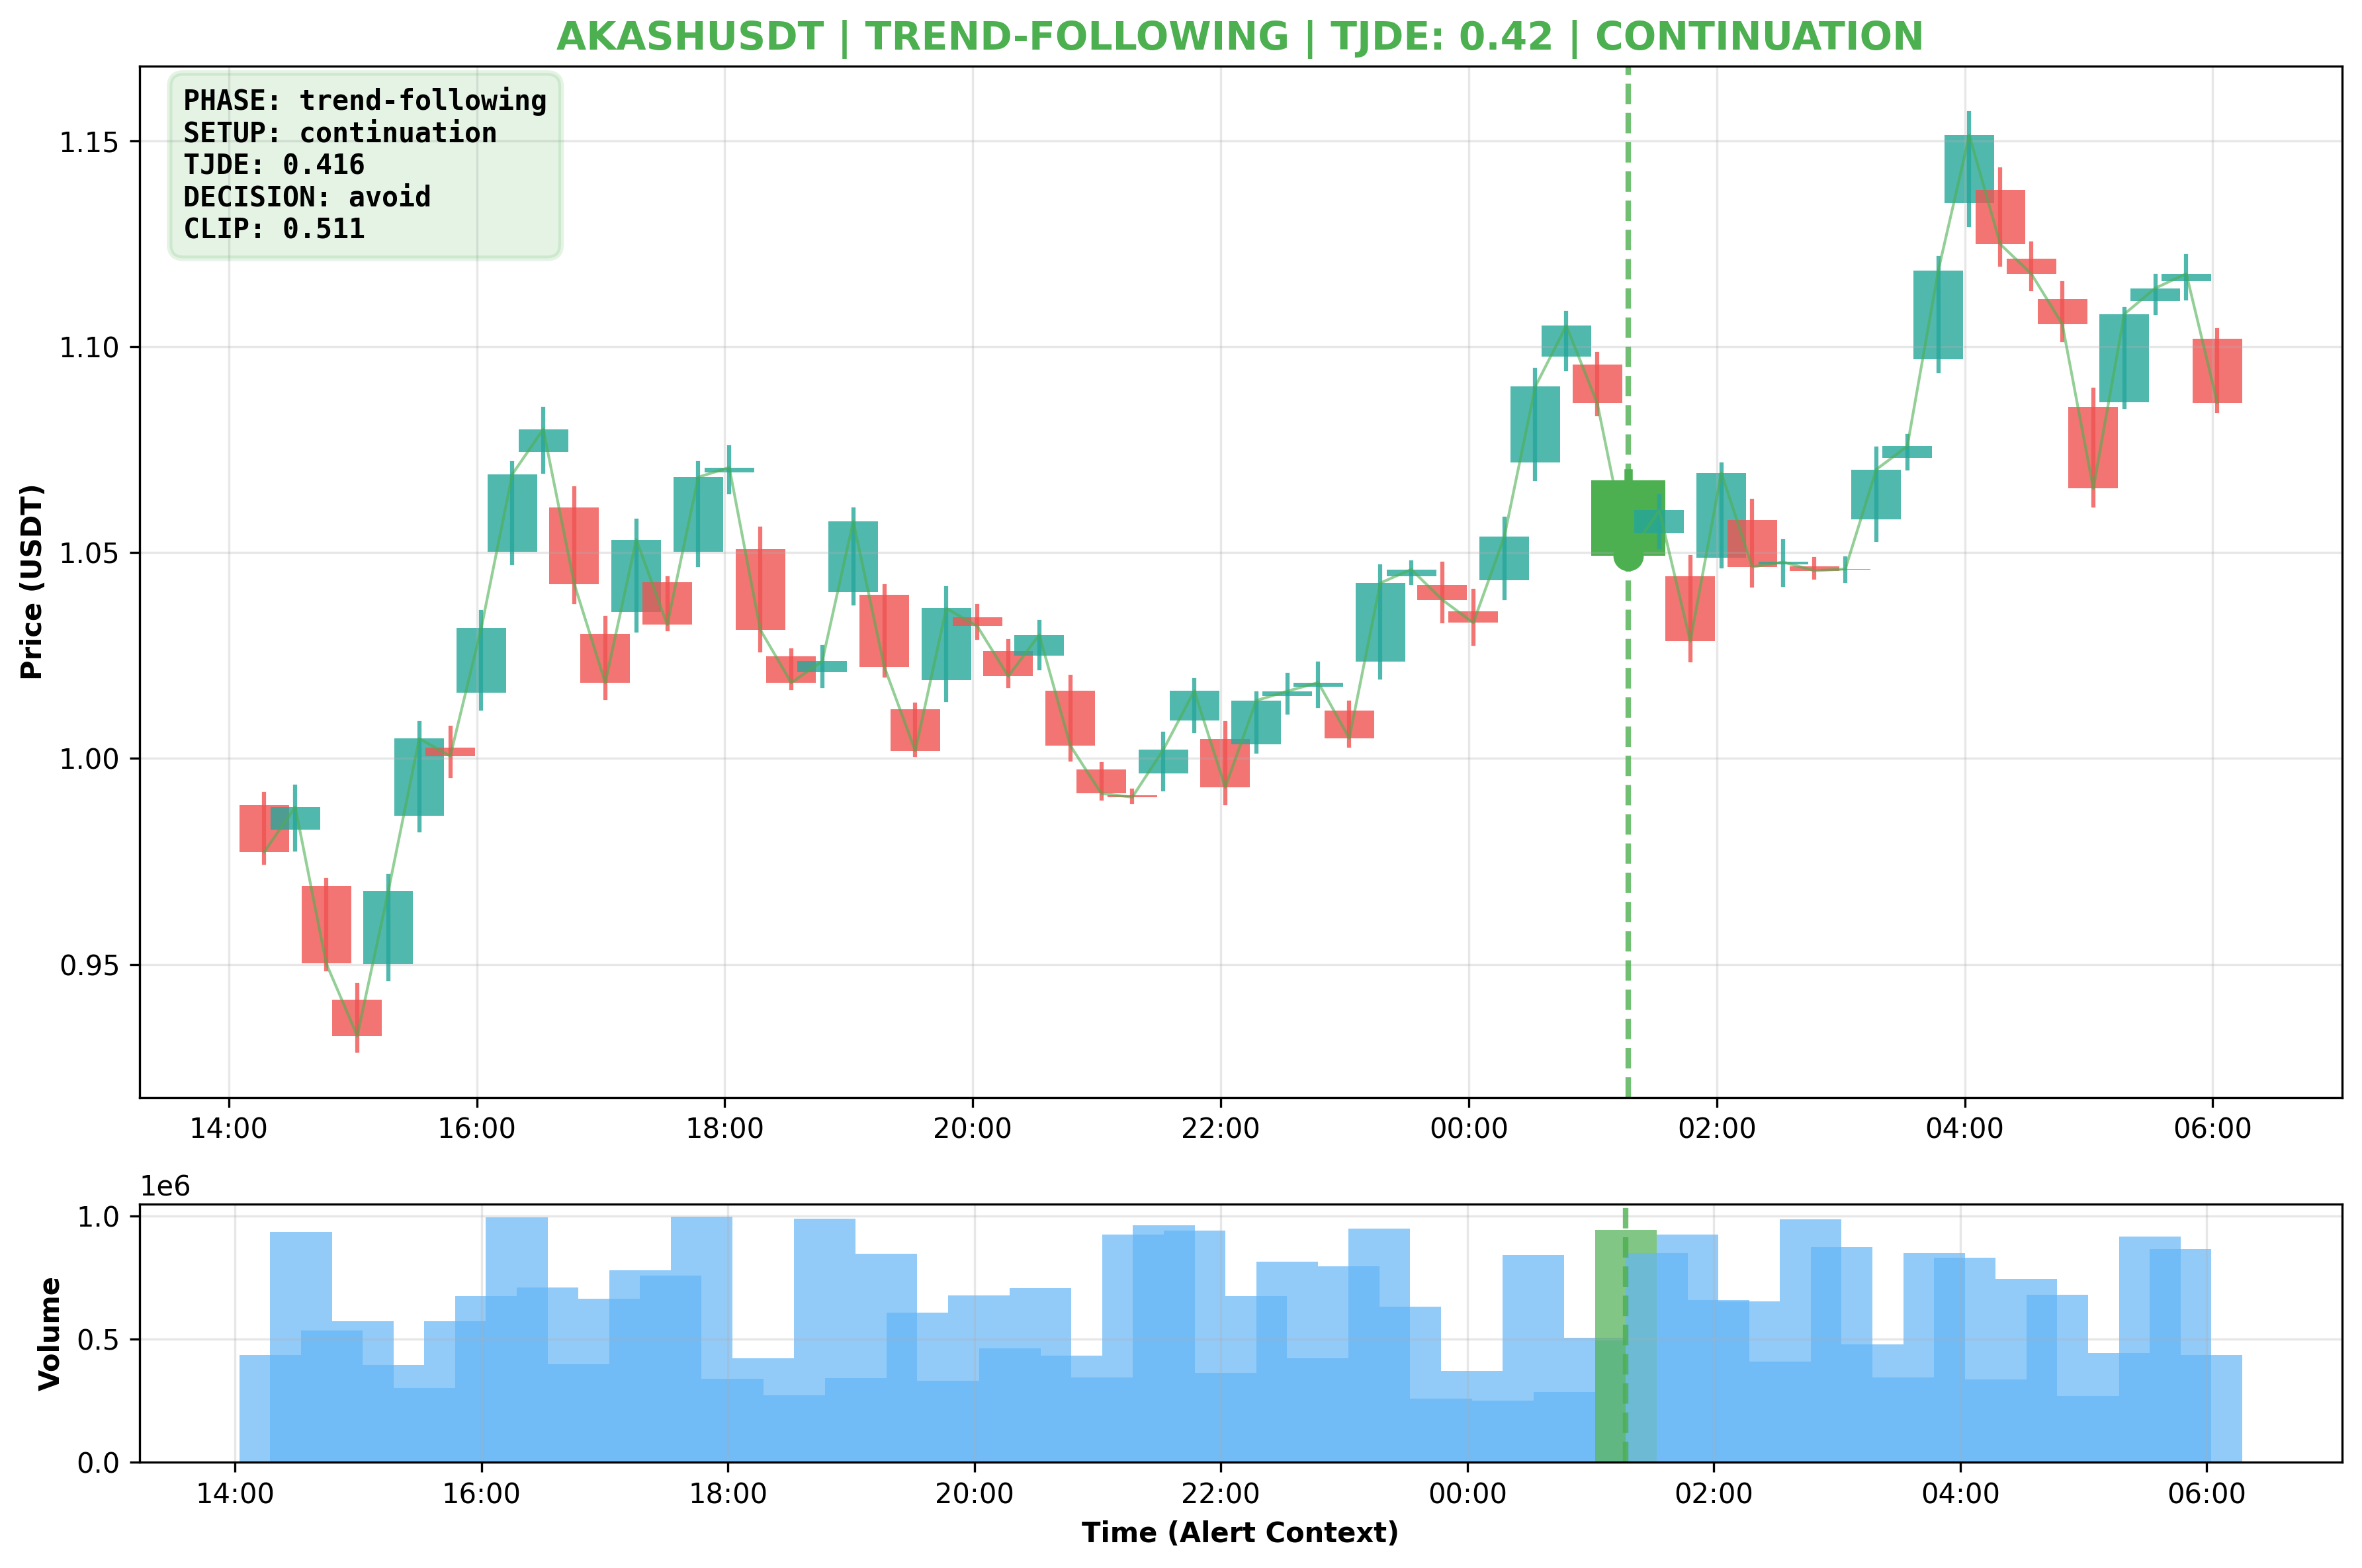 AKASHUSDT | TREND-FOLLOWING | TJDE: 0.42 | CONTINUATION
PHASE: trend-following
SETUP: continuation
TJDE: 0.416
DECISION: avoid
CLIP: 0.511
Price (USDT)
1.15
1.10
1.05
1.00
0.95
14:00
16:00
18:00
20:00
22:00
00:00
02:00
04:00
06:00
1e6
Volume
1.0
0.5
0.0
14:00
16:00
18:00
20:00
22:00
00:00
02:00
04:00
06:00
Time (Alert Context)